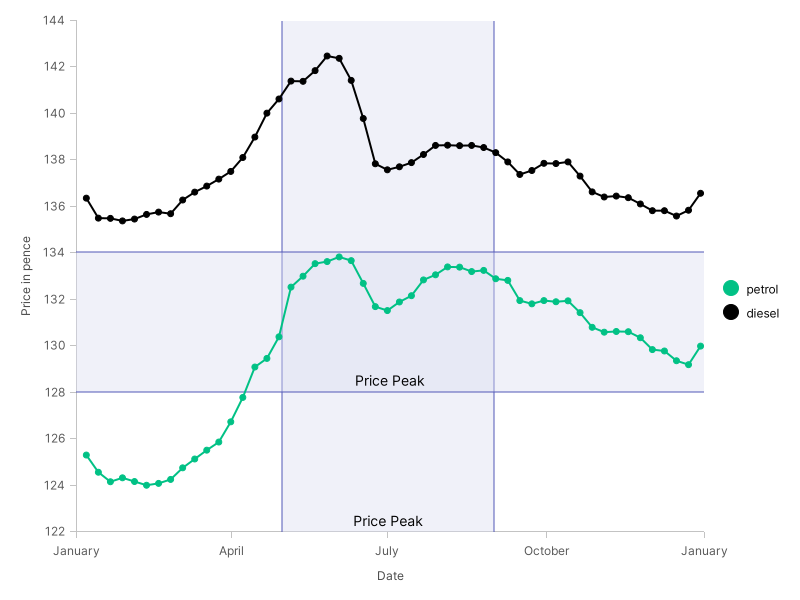 144
142
140
138
136
134
132
130
128
126
124
122
Price in pence
Price Peak
Price Peak
January
April
July
October
January
Date
petrol
diesel